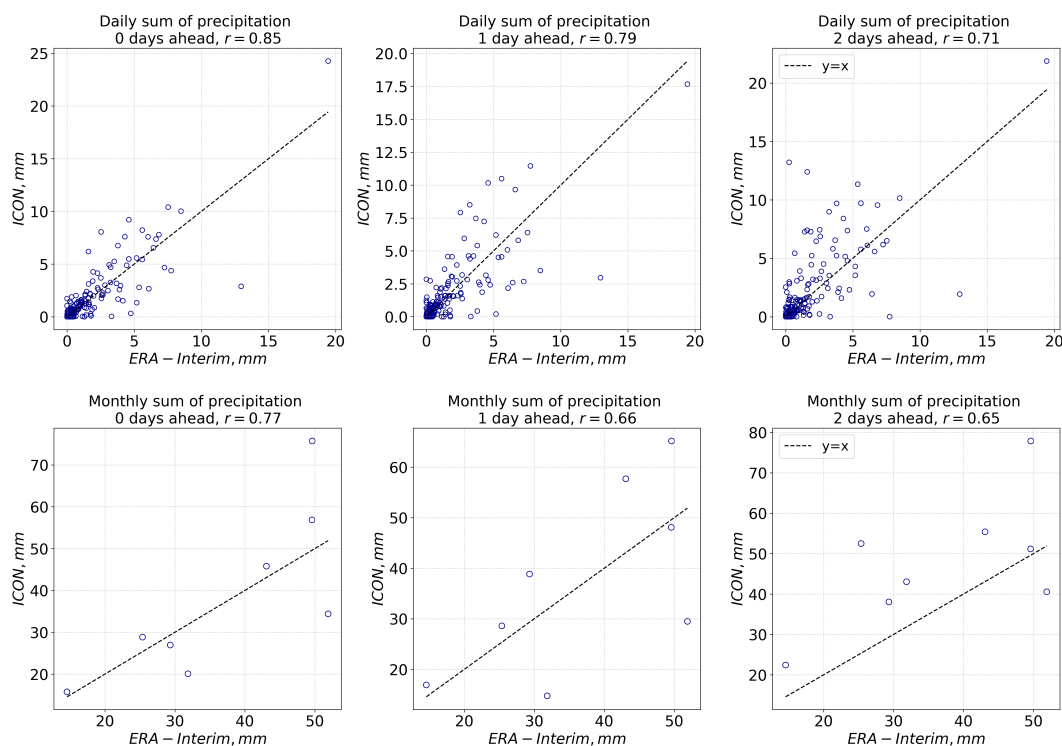 Daily sum of precipitation
0 days ahead, r = 0.85
25
20
15
10
5
0
ICON, mm
0 5 10 15 20
ERA − Interim, mm
Daily sum of precipitation
1 day ahead, r = 0.79
20.0
17.5
15.0
12.5
10.0
7.5
5.0
2.5
0.0
ICON, mm
0 5 10 15 20
ERA − Interim, mm
Daily sum of precipitation
2 days ahead, r = 0.71
y=x
20
15
10
5
0
ICON, mm
0 5 10 15 20
ERA − Interim, mm
Monthly sum of precipitation
0 days ahead, r = 0.77
70
60
50
40
30
20
ICON, mm
20 30 40 50
ERA − Interim, mm
Monthly sum of precipitation
1 day ahead, r = 0.66
60
50
40
30
20
ICON, mm
20 30 40 50
ERA − Interim, mm
Monthly sum of precipitation
2 days ahead, r = 0.65
y=x
80
70
60
50
40
30
20
ICON, mm
20 30 40 50
ERA − Interim, mm